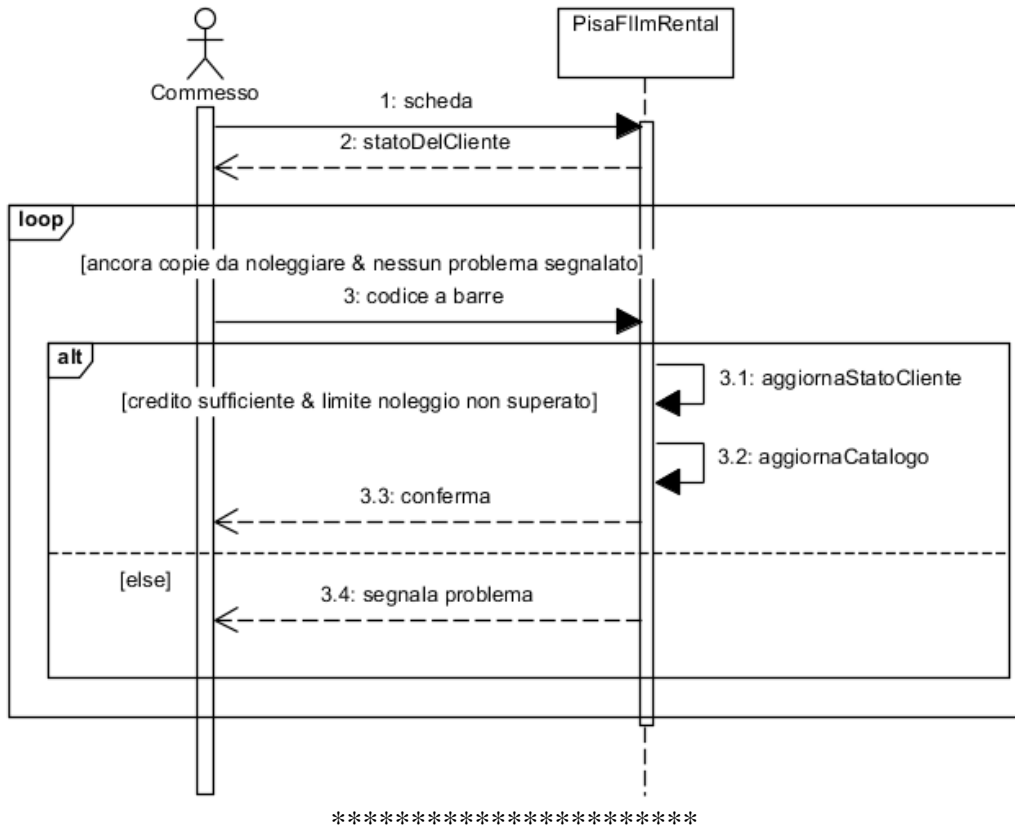 PisaFIlmRental
Commesso
1: scheda
2: statoDelCliente
loop
[ancora copie da noleggiare & nessun problema segnalato]
3: codice a barre
alt
3.1: aggiornaStatoCliente
[credito sufficiente & limite noleggio non superato]
3.2: aggiornaCatalogo
3.3: conferma
[else]
3.4: segnala problema
***********************